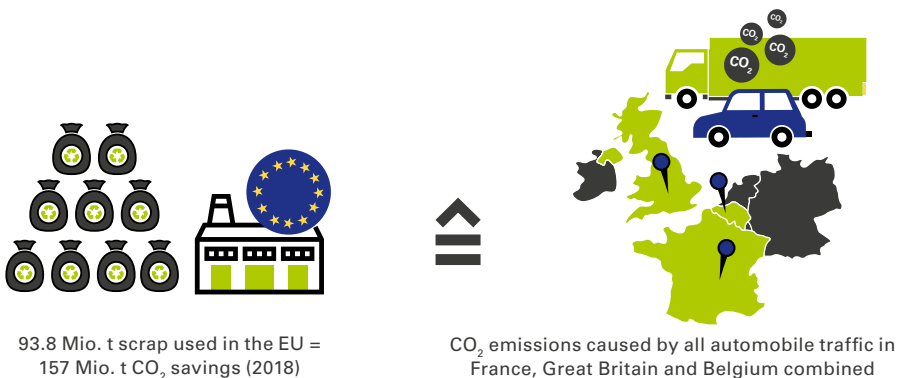 CO₂
CO₂
CO₂
CO₂
93.8 Mio. t scrap used in the EU =
157 Mio. t CO₂ savings (2018)
CO₂ emissions caused by all automobile traffic in
France, Great Britain and Belgium combined